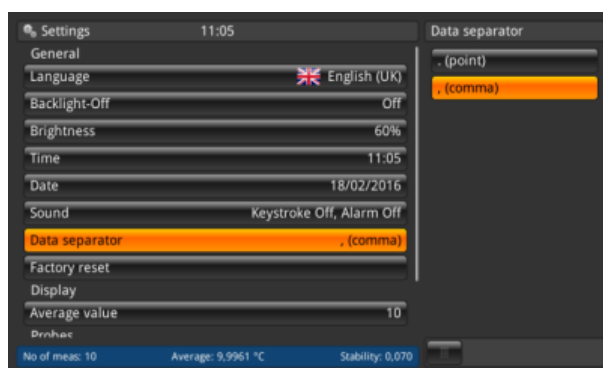 Settings 11:05
General
Language English (UK)
Backlight-Off Off
Brightness 60%
Time 11:05
Date 18/02/2016
Sound Keystroke Off, Alarm Off
Data separator , (comma)
Factory reset
Display
Average value 10
Probes
No of meas: 10 Average: 9,9961 °C Stability: 0,070
Data separator
. (point)
, (comma)